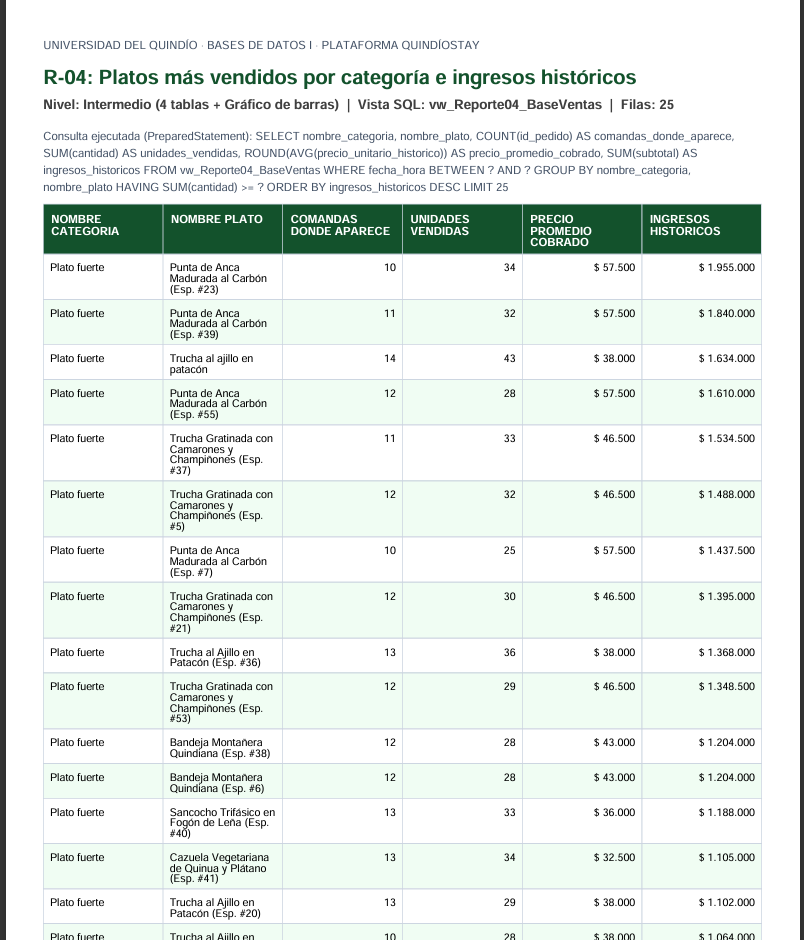 UNIVERSIDAD DEL QUINDÍO · BASES DE DATOS I · PLATAFORMA QUINDÍOSTAY
R-04: Platos más vendidos por categoría e ingresos históricos
Nivel: Intermedio (4 tablas + Gráfico de barras) | Vista SQL: vw_Reporte04_BaseVentas | Filas: 25
Consulta ejecutada (PreparedStatement): SELECT nombre_categoria, nombre_plato, COUNT(id_pedido) AS comandas_donde_aparece,
SUM(cantidad) AS unidades_vendidas, ROUND(AVG(precio_unitario_historico)) AS precio_promedio_cobrado, SUM(subtotal) AS
ingresos_historicos FROM vw_Reporte04_BaseVentas WHERE fecha_hora BETWEEN ? AND ? GROUP BY nombre_categoria,
nombre_plato HAVING SUM(cantidad) >= ? ORDER BY ingresos_historicos DESC LIMIT 25
NOMBRE CATEGORIA NOMBRE PLATO COMANDAS DONDE APARECE UNIDADES VENDIDAS PRECIO PROMEDIO COBRADO INGRESOS HISTORICOS
Plato fuerte Punta de Anca Madurada al Carbón (Esp. #23) 10 34 $ 57.500 $ 1.955.000
Plato fuerte Punta de Anca Madurada al Carbón (Esp. #39) 11 32 $ 57.500 $ 1.840.000
Plato fuerte Trucha al ajillo en patacón 14 43 $ 38.000 $ 1.634.000
Plato fuerte Punta de Anca Madurada al Carbón (Esp. #55) 12 28 $ 57.500 $ 1.610.000
Plato fuerte Trucha Gratinada con Camarones y Champiñones (Esp. #37) 11 33 $ 46.500 $ 1.534.500
Plato fuerte Trucha Gratinada con Camarones y Champiñones (Esp. #5) 12 32 $ 46.500 $ 1.488.000
Plato fuerte Punta de Anca Madurada al Carbón (Esp. #7) 10 25 $ 57.500 $ 1.437.500
Plato fuerte Trucha Gratinada con Camarones y Champiñones (Esp. #21) 12 30 $ 46.500 $ 1.395.000
Plato fuerte Trucha al Ajillo en Patacón (Esp. #36) 13 36 $ 38.000 $ 1.368.000
Plato fuerte Trucha Gratinada con Camarones y Champiñones (Esp. #53) 12 29 $ 46.500 $ 1.348.500
Plato fuerte Bandeja Montañera Quindiana (Esp. #38) 12 28 $ 43.000 $ 1.204.000
Plato fuerte Bandeja Montañera Quindiana (Esp. #6) 12 28 $ 43.000 $ 1.204.000
Plato fuerte Sancocho Trifásico en Fogón de Leña (Esp. #40) 13 33 $ 36.000 $ 1.188.000
Plato fuerte Cazuela Vegetariana de Quinua y Plátano (Esp. #41) 13 34 $ 32.500 $ 1.105.000
Plato fuerte Trucha al Ajillo en Patacón (Esp. #20) 13 29 $ 38.000 $ 1.102.000
Plato fuerte Trucha al Ajillo en 10 28 $ 38.000 $ 1.064.000